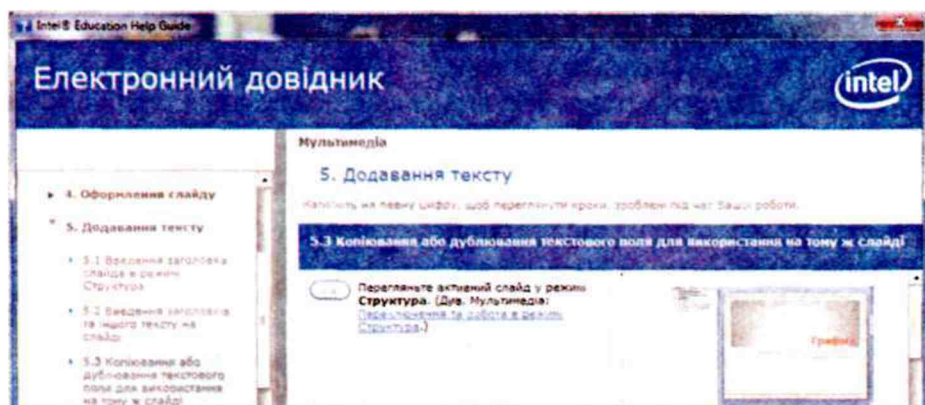 Intel® Education Help Guide
Електронний довідник
intel
Мультимедіа
5. Додавання тексту
Натисніть на певну цифру, щоб переглянути кроки, зроблені під час Вашої роботи.
5.3 Копіювання або дублювання текстового поля для використання на тому ж слайді
4. Оформлення слайду
5. Додавання тексту
5.1 Введення заголовка
слайда в режимі
Структура
5.2 Введення заголовків
та іншого тексту на
слайді
5.3 Копіювання або
дублювання текстового
поля для використання
на тому ж слайді
Перегляньте активний слайд у режимі
Структура. (Див. Мультимедіа:
Переключення та робота в режимі
Структура.)